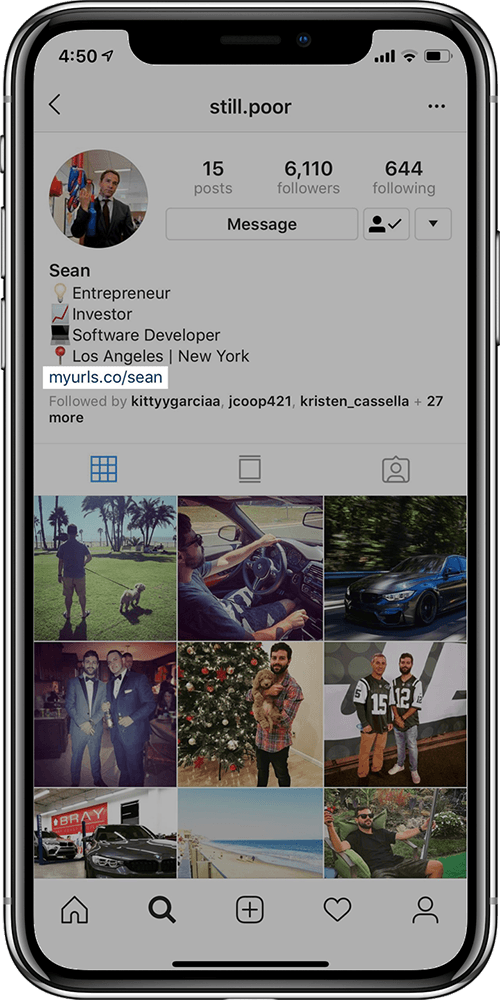 4:50
still.poor
15 6,110 644
posts followers following
Message
Sean
Entrepreneur
Investor
Software Developer
Los Angeles | New York
myurls.co/sean
Followed by kittyygarciaa, jcoop421, kristen_cassella + 27
more
15 12
BRAY